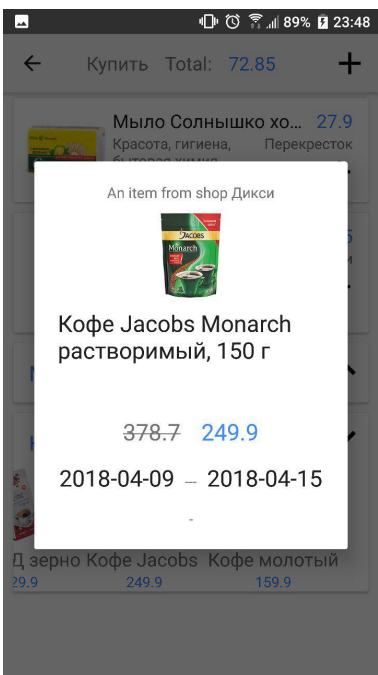 89% 23:48
Купить Total: 72.85 +
Мыло Солнышко хо... 27.9
Красота, гигиена, Перекресток
бытовая химия
An item from shop Дикси
JACOBS
Monarch
Кофе Jacobs Monarch
растворимый, 150 г
378.7 249.9
2018-04-09 — 2018-04-15
-
Д зерно Кофе Jacobs Кофе молотый
29.9 249.9 159.9